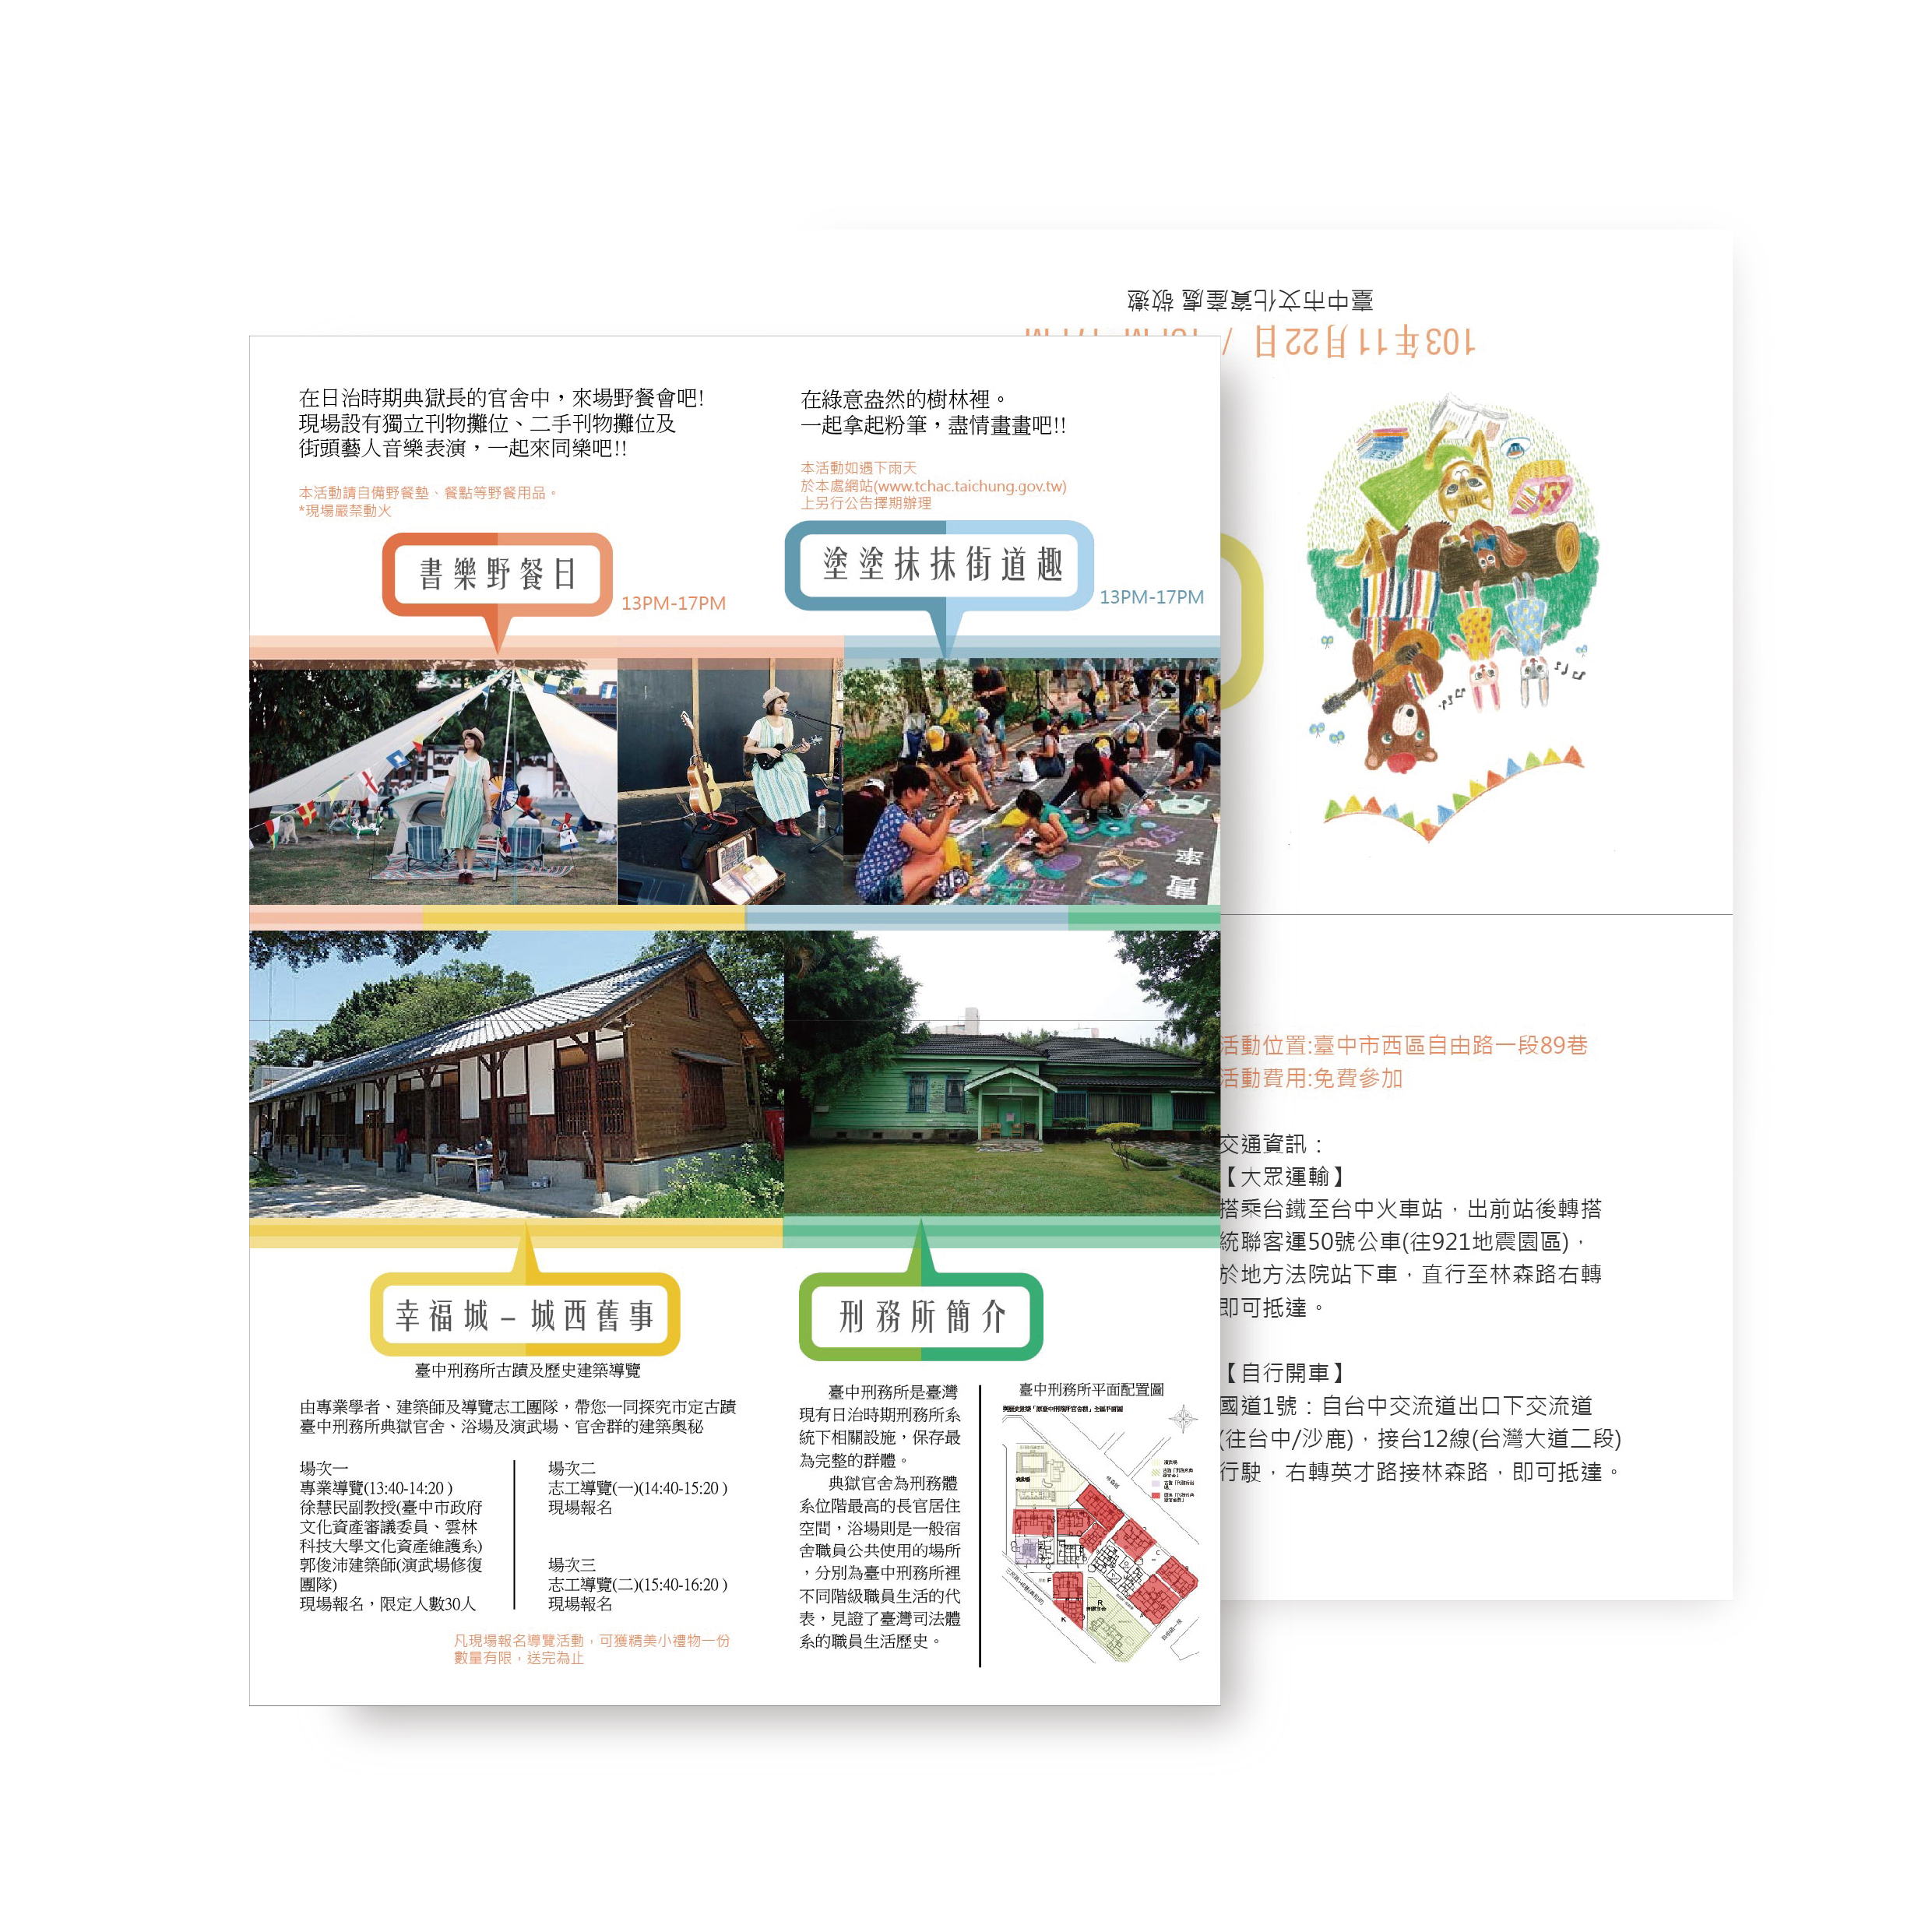 在日治時期典獄長的官舍中，來場野餐會吧!
現場設有獨立刊物攤位、二手刊物攤位及
街頭藝人音樂表演，一起來同樂吧!!
本活動請自備野餐墊、餐點等野餐用品。
*現場嚴禁動火
書樂野餐日
13PM-17PM
在綠意盎然的樹林裡。
一起拿起粉筆，盡情畫畫吧!!
本活動如遇下雨天
於本處網站(www.tchac.taichung.gov.tw)
上另行公告擇期辦理
塗塗抹抹街道趣
13PM-17PM
幸福城–城西舊事
臺中刑務所古蹟及歷史建築導覽
由專業學者、建築師及導覽志工團隊，帶您一同探究市定古蹟
臺中刑務所典獄官舍、浴場及演武場、官舍群的建築奧秘
場次一
專業導覽(13:40-14:20 )
徐慧民副教授(臺中市政府
文化資產審議委員、雲林
科技大學文化資產維護系)
郭俊沛建築師(演武場修復
團隊)
現場報名，限定人數30人
場次二
志工導覽(一)(14:40-15:20 )
現場報名
場次三
志工導覽(二)(15:40-16:20 )
現場報名
凡現場報名導覽活動，可獲精美小禮物一份
數量有限，送完為止
刑務所簡介
臺中刑務所是臺灣
現有日治時期刑務所系
統下相關設施，保存最
為完整的群體。
典獄官舍為刑務體
系位階最高的長官居住
空間，浴場則是一般宿
舍職員公共使用的場所
，分別為臺中刑務所裡
不同階級職員生活的代
表，見證了臺灣司法體
系的職員生活歷史。
臺中刑務所平面配置圖
臺中市文化資產處 敬邀
103年11月22日 /
活動位置:臺中市西區自由路一段89巷
活動費用:免費參加
交通資訊：
【大眾運輸】
搭乘台鐵至台中火車站，出前站後轉搭
統聯客運50號公車(往921地震園區)，
於地方法院站下車，直行至林森路右轉
即可抵達。
【自行開車】
國道1號：自台中交流道出口下交流道
(往台中/沙鹿)，接台12線(台灣大道二段)
行駛，右轉英才路接林森路，即可抵達。